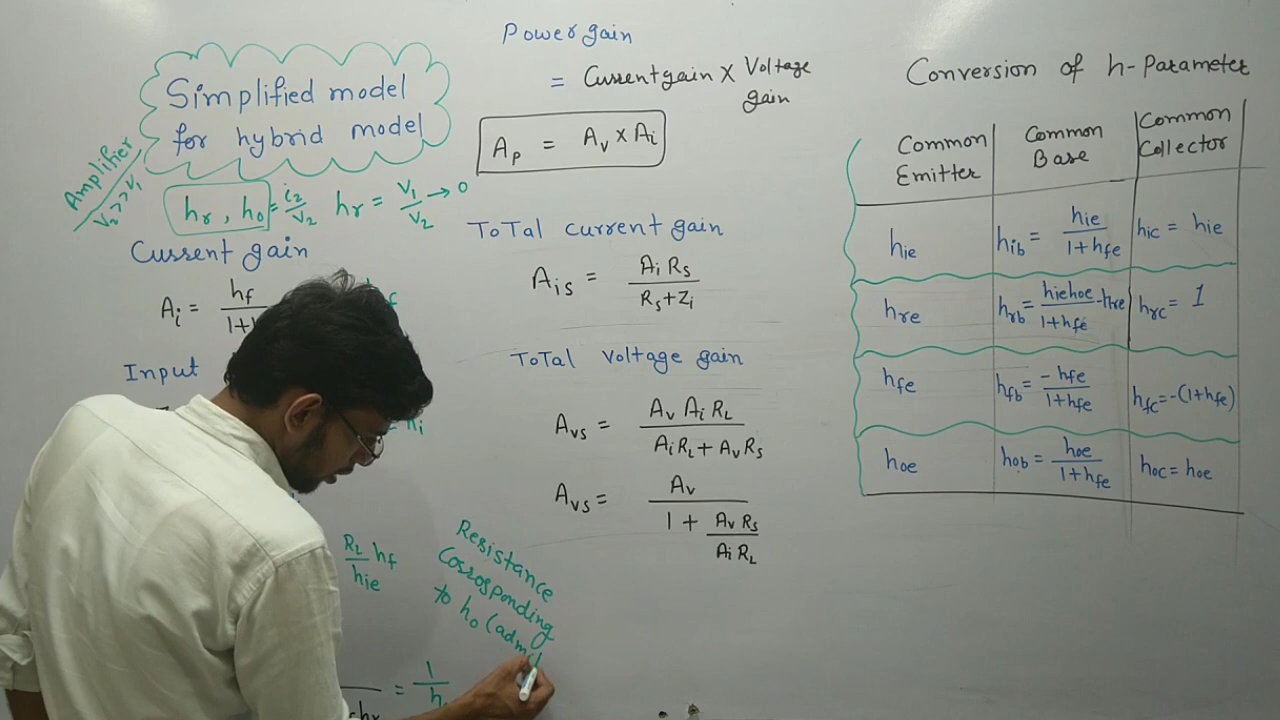 Simplified model
for hybrid model
Amplifier
V2 >> V1
hr , ho = i2/V2 hr = V1/V2 → 0
Current gain
Ai = hf
1+
Input
RL/hie hf
= 1/h
Resistance
Corrosponding
to ho (admi
Power gain
= Current gain X Voltage
gain
Ap = Av X Ai
ToTal current gain
Ais = Ai Rs / Rs+Zi
ToTal Voltage gain
Avs = Av Ai RL / Ai RL + Av Rs
Avs = Av / 1 + Av Rs / Ai RL
Conversion of h-Parameter
Common
Emitter
Common
Base
Common
Collector
hie
hib = hie / 1+hfe
hic = hie
hre
hrb = hiehoe / 1+hfe - hre
hrc = 1
hfe
hfb = -hfe / 1+hfe
hfc = -(1+hfe)
hoe
hob = hoe / 1+hfe
hoc = hoe